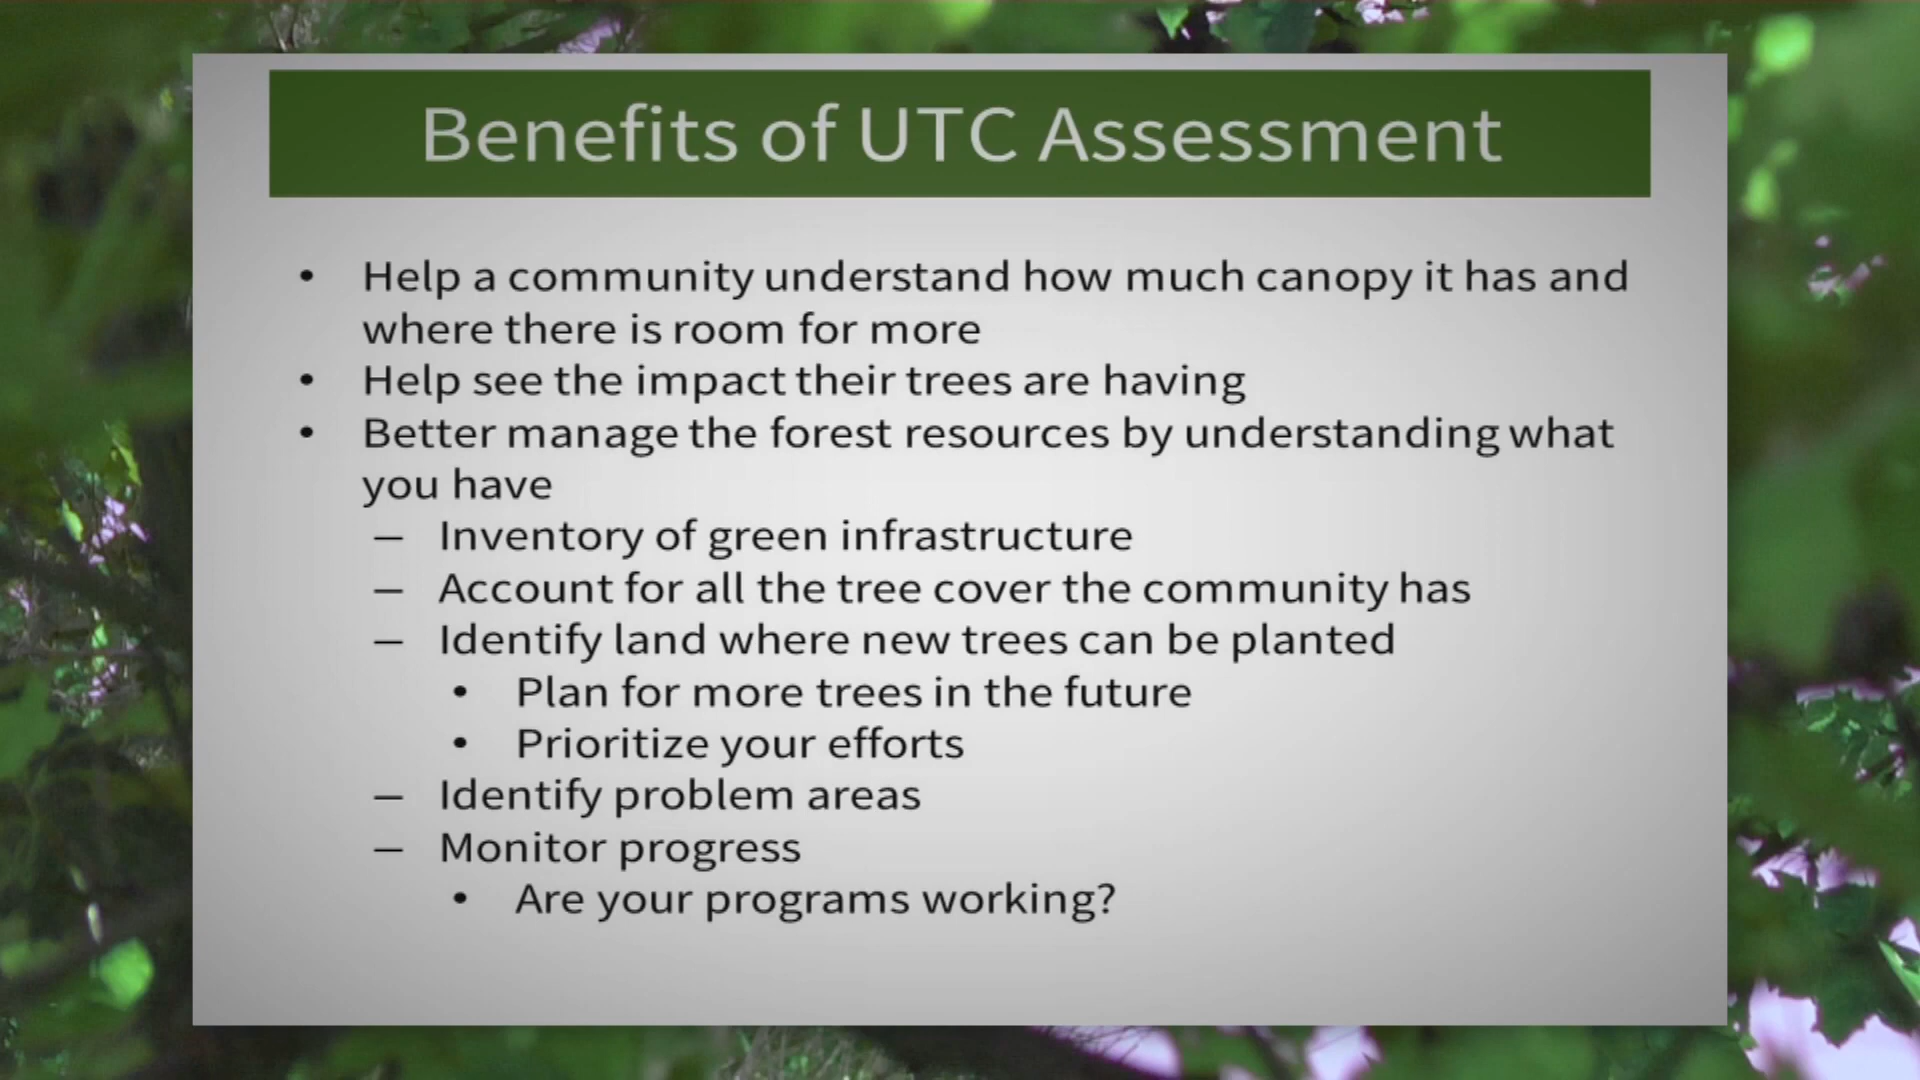 Benefits of UTC Assessment
• Help a community understand how much canopy it has and
where there is room for more
• Help see the impact their trees are having
• Better manage the forest resources by understanding what
you have
– Inventory of green infrastructure
– Account for all the tree cover the community has
– Identify land where new trees can be planted
• Plan for more trees in the future
• Prioritize your efforts
– Identify problem areas
– Monitor progress
• Are your programs working?